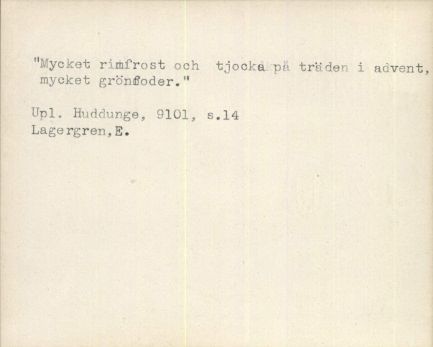 "Mycket rimfrost och tjocka på träden i advent,
mycket grönfoder."
Upl. Huddunge, 9101, s.14
Lagergren,E.